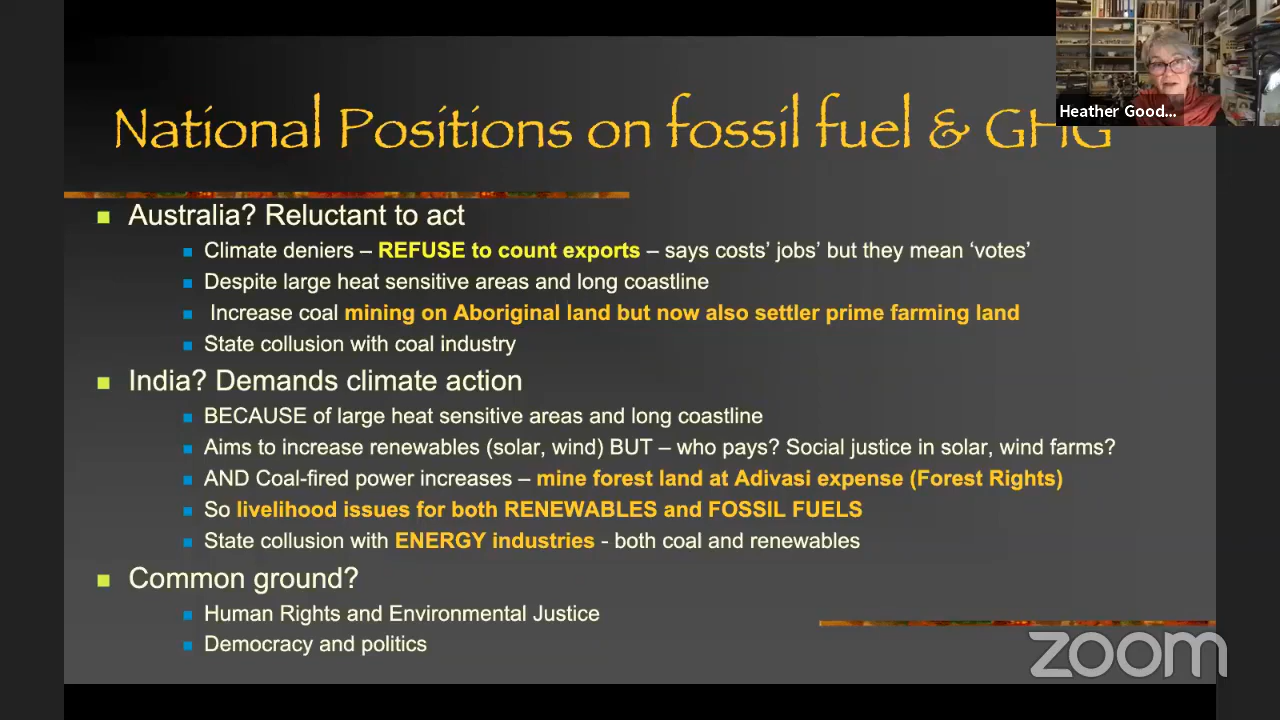 Heather Good...
National Positions on fossil fuel & GHG
Australia? Reluctant to act
Climate deniers – REFUSE to count exports – says costs’ jobs’ but they mean ‘votes’
Despite large heat sensitive areas and long coastline
Increase coal mining on Aboriginal land but now also settler prime farming land
State collusion with coal industry
India? Demands climate action
BECAUSE of large heat sensitive areas and long coastline
Aims to increase renewables (solar, wind) BUT – who pays? Social justice in solar, wind farms?
AND Coal-fired power increases – mine forest land at Adivasi expense (Forest Rights)
So livelihood issues for both RENEWABLES and FOSSIL FUELS
State collusion with ENERGY industries - both coal and renewables
Common ground?
Human Rights and Environmental Justice
Democracy and politics
zoom